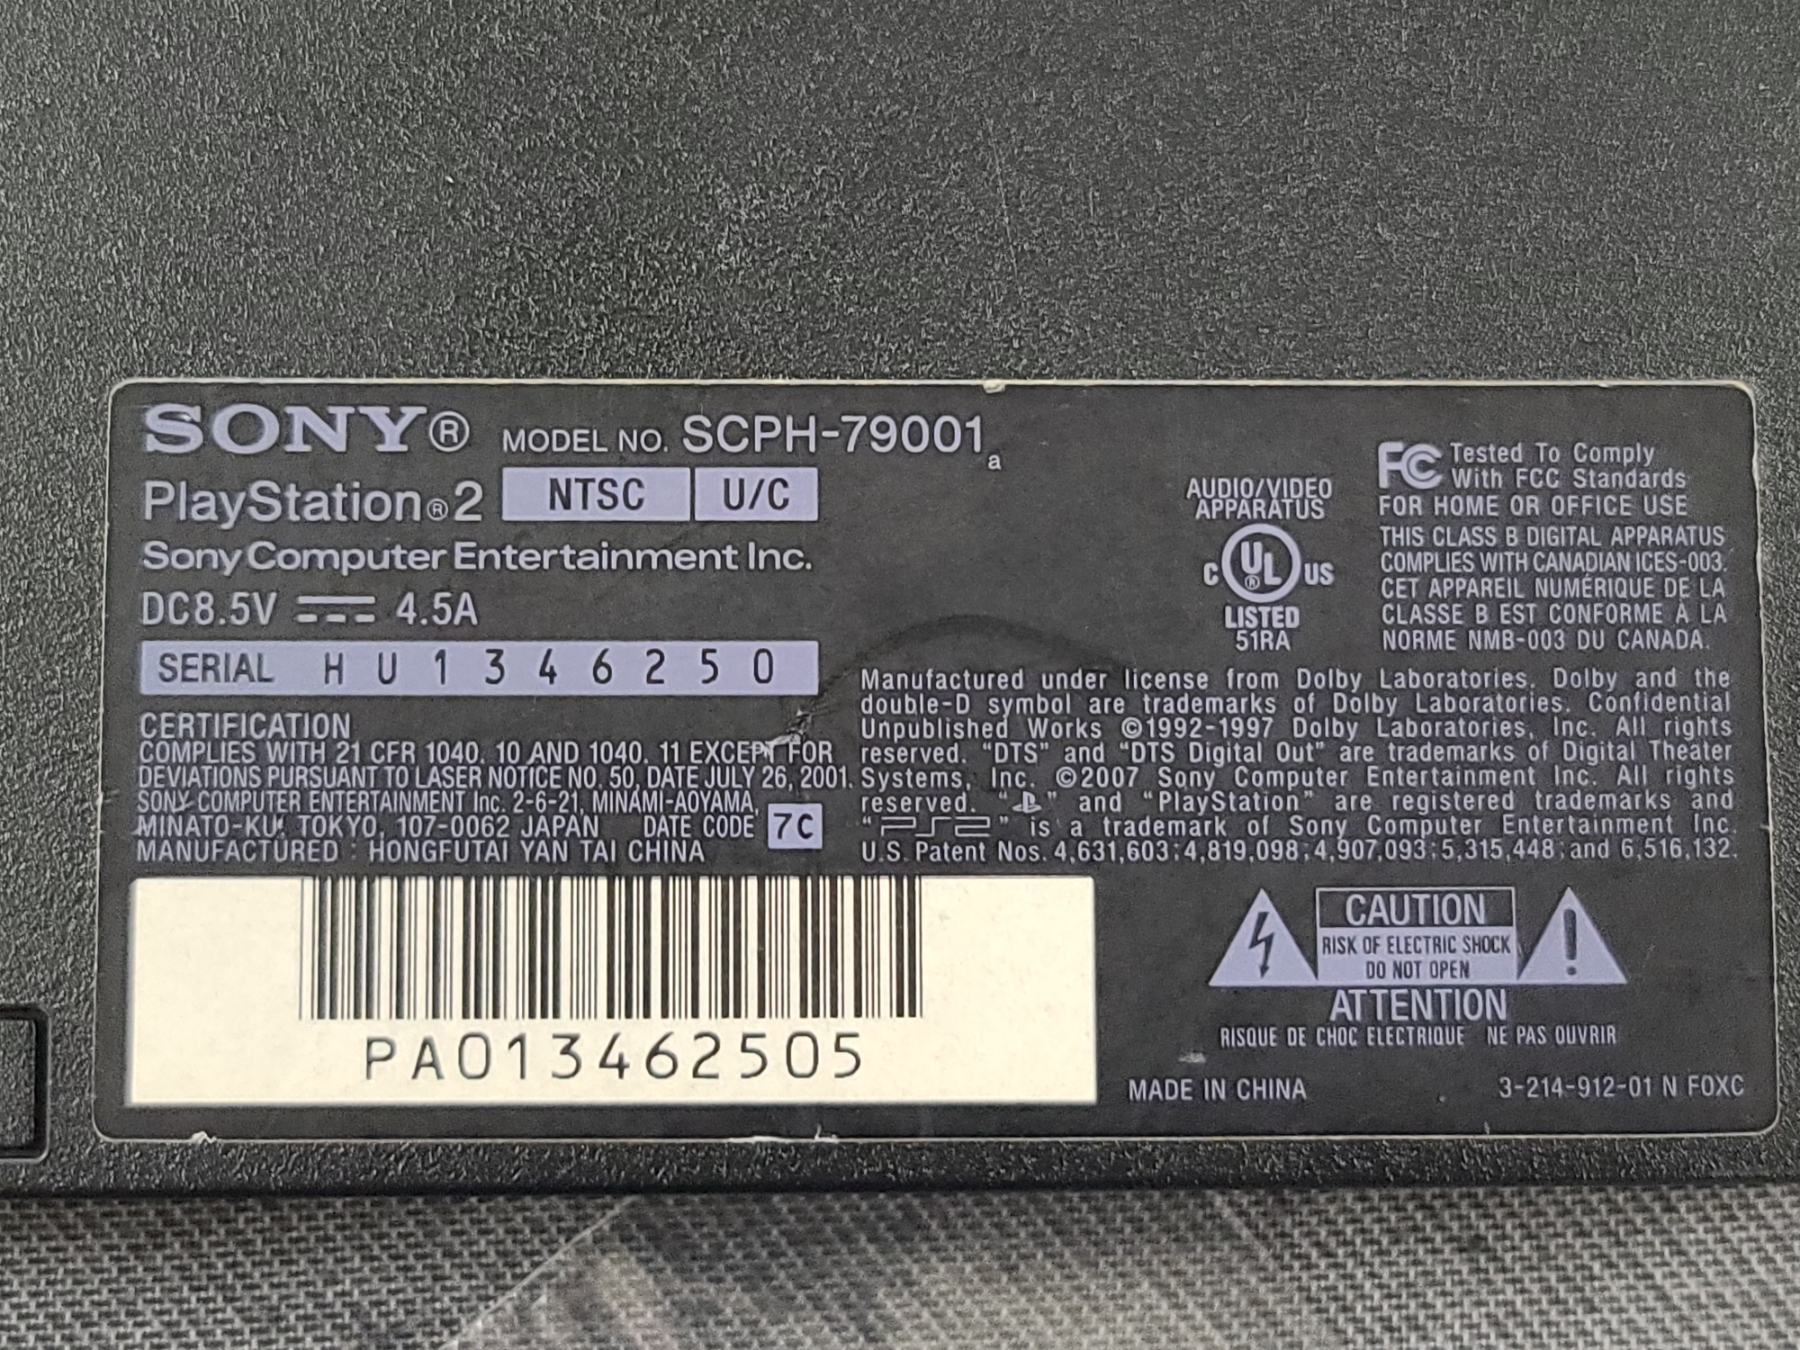 SONY® MODEL NO. SCPH-79001 a
PlayStation®2 NTSC U/C
Sony Computer Entertainment Inc.
DC8.5V 4.5A
SERIAL HU1346250
CERTIFICATION
COMPLIES WITH 21 CFR 1040. 10 AND 1040. 11 EXCEPT FOR
DEVIATIONS PURSUANT TO LASER NOTICE NO. 50, DATE JULY 26, 2001.
SONY COMPUTER ENTERTAINMENT Inc. 2-6-21, MINAMI-AOYAMA,
MINATO-KU, TOKYO, 107-0062 JAPAN DATE CODE 7C
MANUFACTURED : HONGFUTAI YAN TAI CHINA
PA013462505
AUDIO/VIDEO
APPARATUS
C UL® US
LISTED
51RA
FC Tested To Comply
With FCC Standards
FOR HOME OR OFFICE USE
THIS CLASS B DIGITAL APPARATUS
COMPLIES WITH CANADIAN ICES-003.
CET APPAREIL NUMÉRIQUE DE LA
CLASSE B EST CONFORME À LA
NORME NMB-003 DU CANADA.
Manufactured under license from Dolby Laboratories. Dolby and the
double-D symbol are trademarks of Dolby Laboratories. Confidential
Unpublished Works ©1992-1997 Dolby Laboratories, Inc. All rights
reserved. "DTS" and "DTS Digital Out" are trademarks of Digital Theater
Systems, Inc. ©2007 Sony Computer Entertainment Inc. All rights
reserved. " " and "PlayStation" are registered trademarks and
"PS2" is a trademark of Sony Computer Entertainment Inc.
U.S. Patent Nos. 4,631,603;4,819,098;4,907,093;5,315,448;and 6,516,132.
CAUTION
RISK OF ELECTRIC SHOCK
DO NOT OPEN
ATTENTION
RISQUE DE CHOC ELECTRIQUE NE PAS OUVRIR
MADE IN CHINA 3-214-912-01 N FOXC